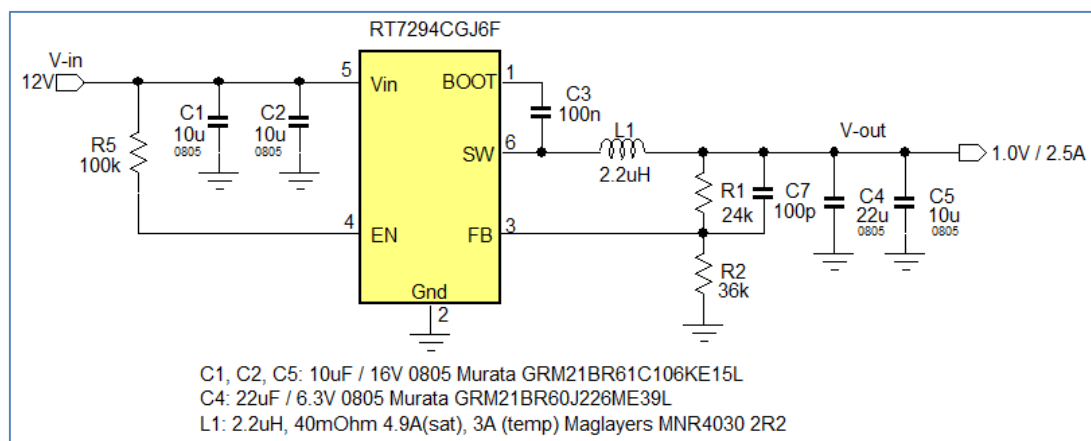 RT7294CGJ6F
V-in
12V
5
Vin
BOOT
1
C1
10u
0805
C2
10u
0805
C3
100n
R5
100k
SW
6
L1
2.2uH
V-out
1.0V / 2.5A
R1
24k
C7
100p
C4
22u
0805
C5
10u
0805
4
EN
FB
3
R2
36k
Gnd
2
C1, C2, C5: 10uF / 16V 0805 Murata GRM21BR61C106KE15L
C4: 22uF / 6.3V 0805 Murata GRM21BR60J226ME39L
L1: 2.2uH, 40mOhm 4.9A(sat), 3A (temp) Maglayers MNR4030 2R2